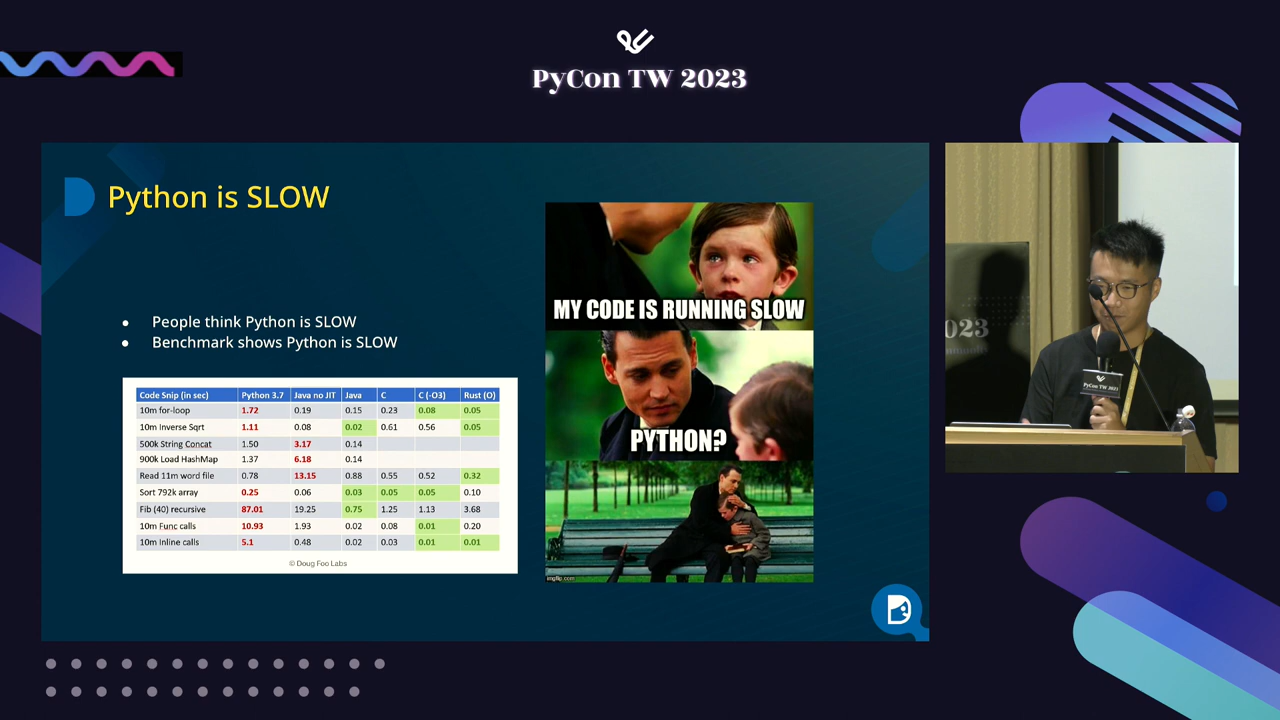 PyCon TW 2023
Python is SLOW
People think Python is SLOW
Benchmark shows Python is SLOW
Code Snip (in sec) Python 3.7 Java no JIT Java C C (-O3) Rust (O)
10m for-loop 1.72 0.19 0.15 0.23 0.08 0.05
10m Inverse Sqrt 1.11 0.08 0.02 0.61 0.56 0.05
500k String Concat 1.50 3.17 0.14
900k Load HashMap 1.37 6.18 0.14
Read 11m word file 0.78 13.15 0.88 0.55 0.52 0.32
Sort 792k array 0.25 0.06 0.03 0.05 0.05 0.10
Fib (40) recursive 87.01 19.25 0.75 1.25 1.13 3.68
10m Func calls 10.93 1.93 0.02 0.08 0.01 0.20
10m Inline calls 5.1 0.48 0.02 0.03 0.01 0.01
© Doug Foo Labs
MY CODE IS RUNNING SLOW
PYTHON?
imgflip.com
023
PyCon TW 2023